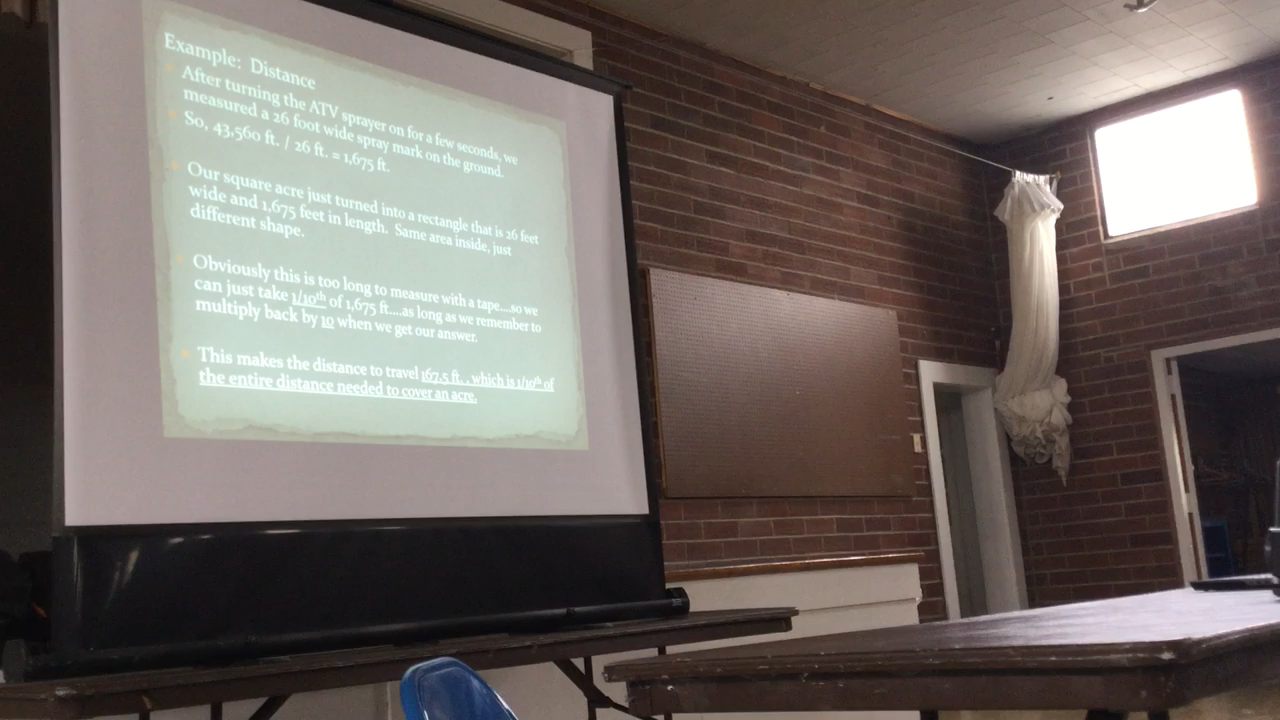 Example: Distance
After turning the ATV sprayer on for a few seconds, we
measured a 26 foot wide spray mark on the ground.
So, 43,560 ft. / 26 ft. = 1,675 ft.
Our square acre just turned into a rectangle that is 26 feet
wide and 1,675 feet in length. Same area inside, just
different shape.
Obviously this is too long to measure with a tape....so we
can just take 1/10th of 1,675 ft....as long as we remember to
multiply back by 10 when we get our answer.
This makes the distance to travel 167.5 ft. , which is 1/10th of
the entire distance needed to cover an acre.